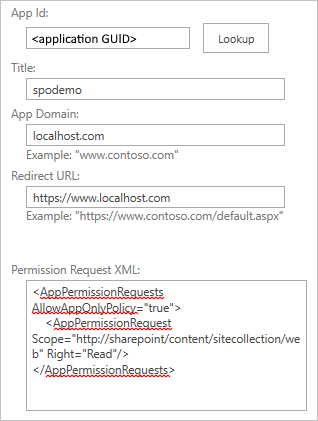 App Id:
<application GUID>
Lookup
Title:
spodemo
App Domain:
localhost.com
Example: "www.contoso.com"
Redirect URL:
https://www.localhost.com
Example: "https://www.contoso.com/default.aspx"
Permission Request XML:
<AppPermissionRequests
AllowAppOnlyPolicy="true">
<AppPermissionRequest
Scope="http://sharepoint/content/sitecollection/we
b" Right="Read"/>
</AppPermissionRequests>